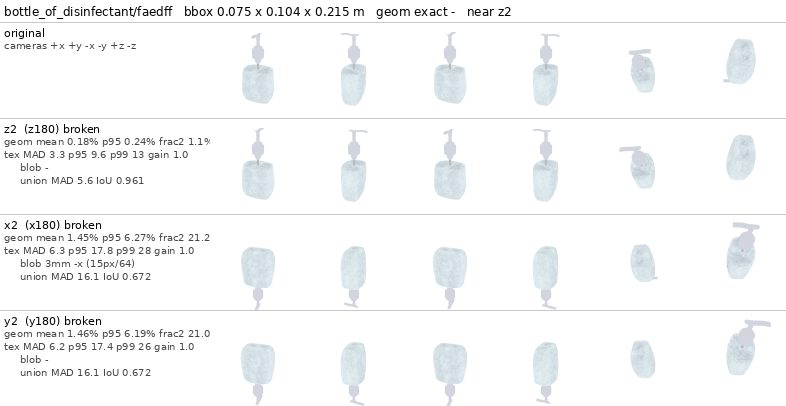 bottle_of_disinfectant/faedff bbox 0.075 x 0.104 x 0.215 m geom exact - near z2
original
cameras +x +y -x -y +z -z
z2 (z180) broken
geom mean 0.18% p95 0.24% frac2 1.1%
tex MAD 3.3 p95 9.6 p99 13 gain 1.0
blob -
union MAD 5.6 IoU 0.961
x2 (x180) broken
geom mean 1.45% p95 6.27% frac2 21.2
tex MAD 6.3 p95 17.8 p99 28 gain 1.0
blob 3mm -x (15px/64)
union MAD 16.1 IoU 0.672
y2 (y180) broken
geom mean 1.46% p95 6.19% frac2 21.0
tex MAD 6.2 p95 17.4 p99 26 gain 1.0
blob -
union MAD 16.1 IoU 0.672